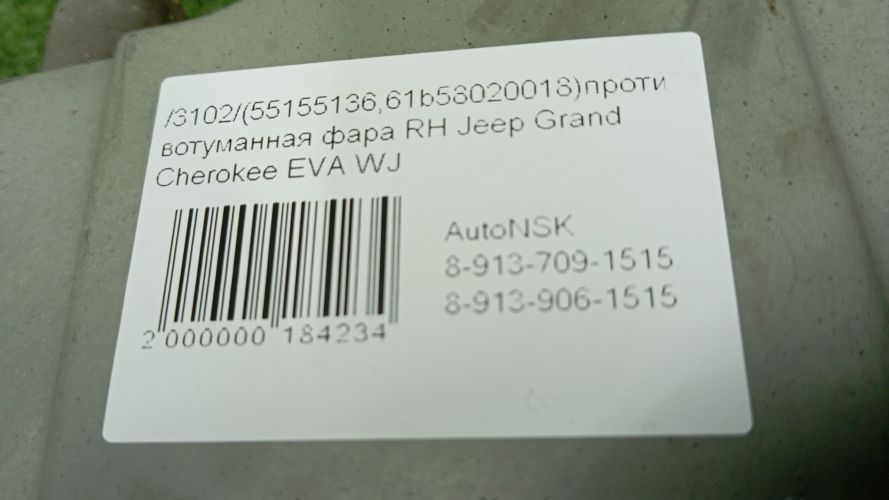 /3102/(55155136,61b58020018)проти
вотуманная фара RH Jeep Grand
Cherokee EVA WJ
AutoNSK
8-913-709-1515
8-913-906-1515
2 000000 184234